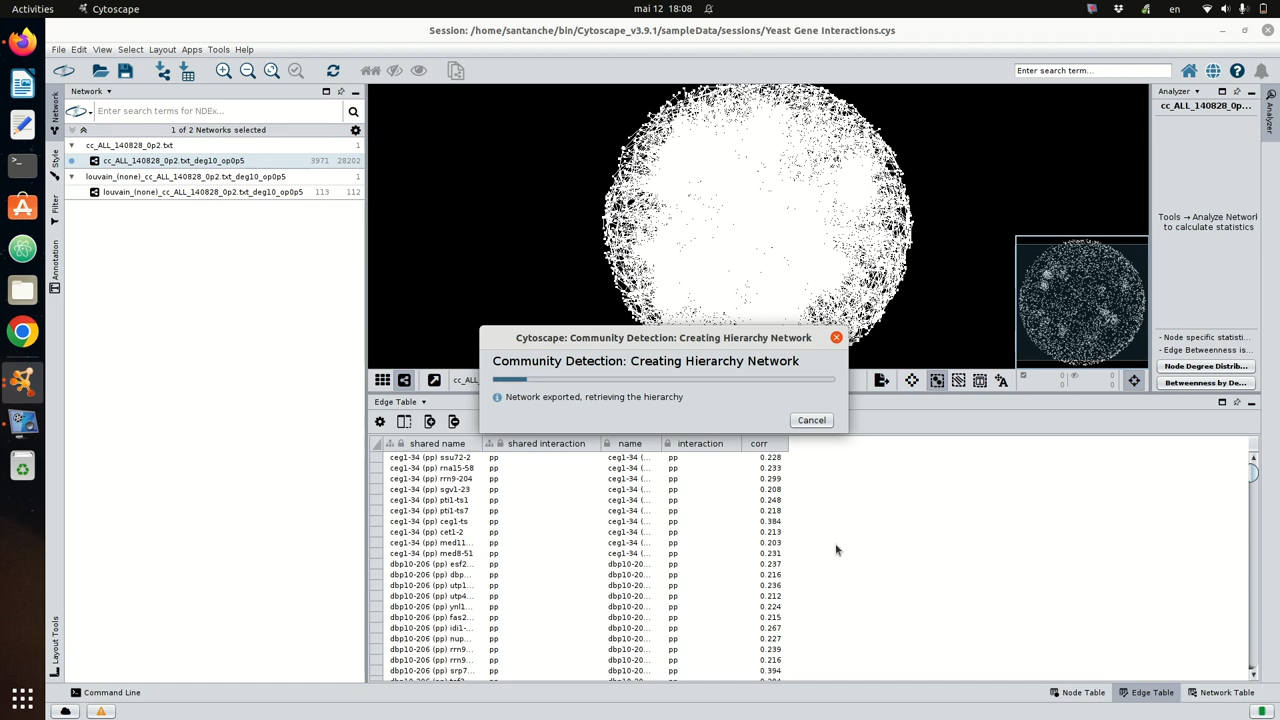 Activities
Cytoscape
mai 12 18:08
en
Session: /home/santanche/bin/Cytoscape_v3.9.1/sampleData/sessions/Yeast Gene Interactions.cys
File Edit View Select Layout Apps Tools Help
Enter search term...
Network
Enter search terms for NDEx...
1 of 2 Networks selected
cc_ALL_140828_0p2.txt 1
cc_ALL_140828_0p2.txt_deg10_op0p5 3971 28202
louvain_(none)_cc_ALL_140828_0p2.txt_deg10_op0p5 1
louvain_(none)_cc_ALL_140828_0p2.txt_deg10_op0p5 113 112
Network
Style
Filter
Annotation
Layout Tools
Analyzer
cc_ALL_140828_0p...
Tools → Analyze Network
to calculate statistics
- Node specific statisti...
- Edge Betweenness is...
Node Degree Distrib...
Betweenness by De...
Analyzer
Cytoscape: Community Detection: Creating Hierarchy Network
Community Detection: Creating Hierarchy Network
Network exported, retrieving the hierarchy
Cancel
cc_AL
0 0
0 0
Edge Table
shared name shared interaction name interaction corr
ceg1-34 (pp) ssu72-2 pp ceg1-34 (... pp 0.228
ceg1-34 (pp) rna15-58 pp ceg1-34 (... pp 0.233
ceg1-34 (pp) rrn9-204 pp ceg1-34 (... pp 0.299
ceg1-34 (pp) sgv1-23 pp ceg1-34 (... pp 0.208
ceg1-34 (pp) pti1-ts1 pp ceg1-34 (... pp 0.248
ceg1-34 (pp) pti1-ts7 pp ceg1-34 (... pp 0.218
ceg1-34 (pp) ceg1-ts pp ceg1-34 (... pp 0.384
ceg1-34 (pp) cet1-2 pp ceg1-34 (... pp 0.213
ceg1-34 (pp) med11... pp ceg1-34 (... pp 0.203
ceg1-34 (pp) med8-51 pp ceg1-34 (... pp 0.231
dbp10-206 (pp) esf2... pp dbp10-20... pp 0.237
dbp10-206 (pp) dbp... pp dbp10-20... pp 0.216
dbp10-206 (pp) utp1... pp dbp10-20... pp 0.236
dbp10-206 (pp) utp4... pp dbp10-20... pp 0.212
dbp10-206 (pp) ynl1... pp dbp10-20... pp 0.224
dbp10-206 (pp) fas2... pp dbp10-20... pp 0.215
dbp10-206 (pp) idi1-... pp dbp10-20... pp 0.267
dbp10-206 (pp) nup... pp dbp10-20... pp 0.227
dbp10-206 (pp) rrn9... pp dbp10-20... pp 0.239
dbp10-206 (pp) rrn9... pp dbp10-20... pp 0.216
dbp10-206 (pp) srp7... pp dbp10-20... pp 0.394
Command Line
Node Table Edge Table Network Table